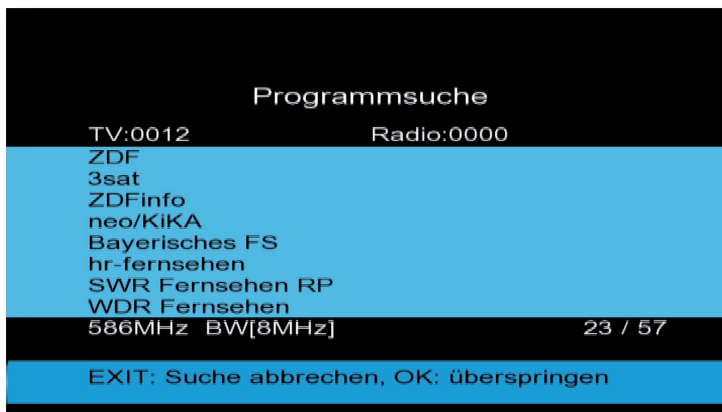 Programmsuche
TV:0012 Radio:0000
ZDF
3sat
ZDFinfo
neo/KiKA
Bayerisches FS
hr-fernsehen
SWR Fernsehen RP
WDR Fernsehen
586MHz BW[8MHz] 23 / 57
EXIT: Suche abbrechen, OK: überspringen